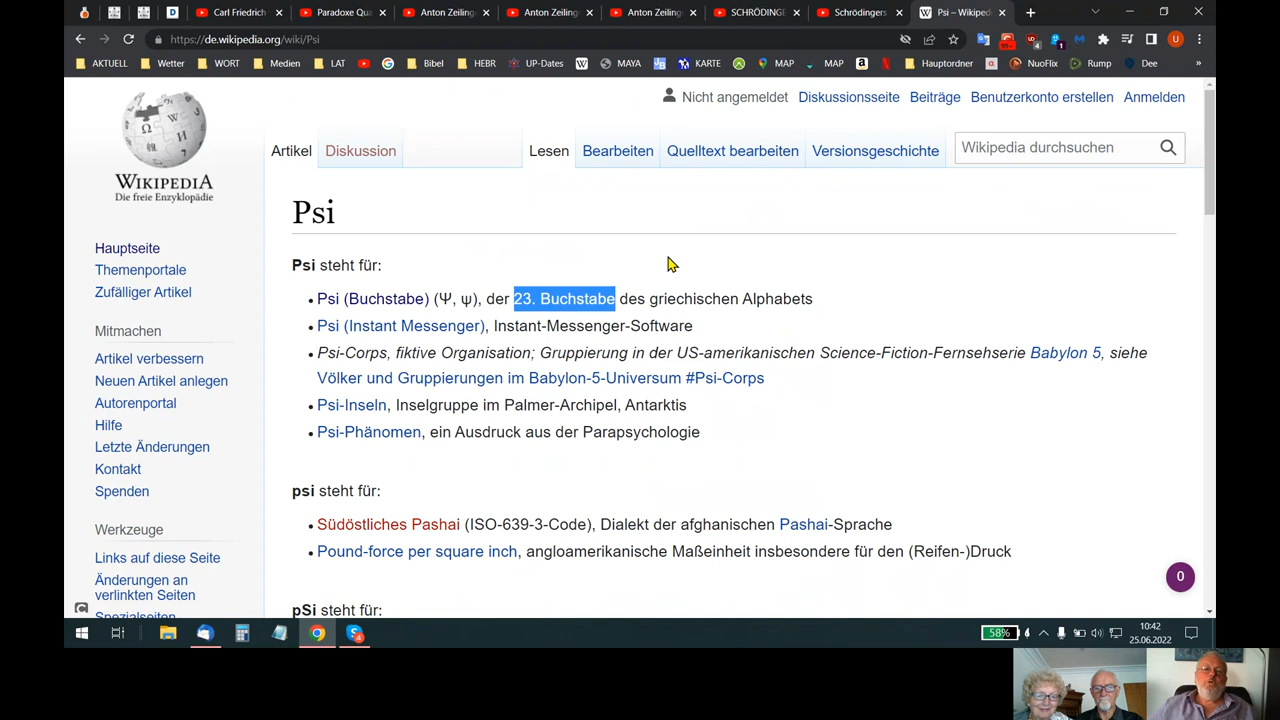 Carl Friedrich
Paradoxe Qua
Anton Zeiling
Anton Zeiling
Anton Zeiling
SCHRÖDINGE
Schrödingers
Psi – Wikiped
https://de.wikipedia.org/wiki/Psi
AKTUELL
Wetter
WORT
Medien
LAT
Bibel
HEBR
UP-Dates
MAYA
KARTE
MAP
MAP
Hauptordner
NuoFlix
Rump
Dee
Nicht angemeldet Diskussionsseite Beiträge Benutzerkonto erstellen Anmelden
Artikel Diskussion Lesen Bearbeiten Quelltext bearbeiten Versionsgeschichte Wikipedia durchsuchen
WIKIPEDIA
Die freie Enzyklopädie
Hauptseite
Themenportale
Zufälliger Artikel
Mitmachen
Artikel verbessern
Neuen Artikel anlegen
Autorenportal
Hilfe
Letzte Änderungen
Kontakt
Spenden
Werkzeuge
Links auf diese Seite
Änderungen an
verlinkten Seiten
Spezialseiten
Psi
Psi steht für:
• Psi (Buchstabe) (Ψ, ψ), der 23. Buchstabe des griechischen Alphabets
• Psi (Instant Messenger), Instant-Messenger-Software
• Psi-Corps, fiktive Organisation; Gruppierung in der US-amerikanischen Science-Fiction-Fernsehserie Babylon 5, siehe
Völker und Gruppierungen im Babylon-5-Universum #Psi-Corps
• Psi-Inseln, Inselgruppe im Palmer-Archipel, Antarktis
• Psi-Phänomen, ein Ausdruck aus der Parapsychologie
psi steht für:
• Südöstliches Pashai (ISO-639-3-Code), Dialekt der afghanischen Pashai-Sprache
• Pound-force per square inch, angloamerikanische Maßeinheit insbesondere für den (Reifen-)Druck
pSi steht für:
0
58%
10:42
25.06.2022